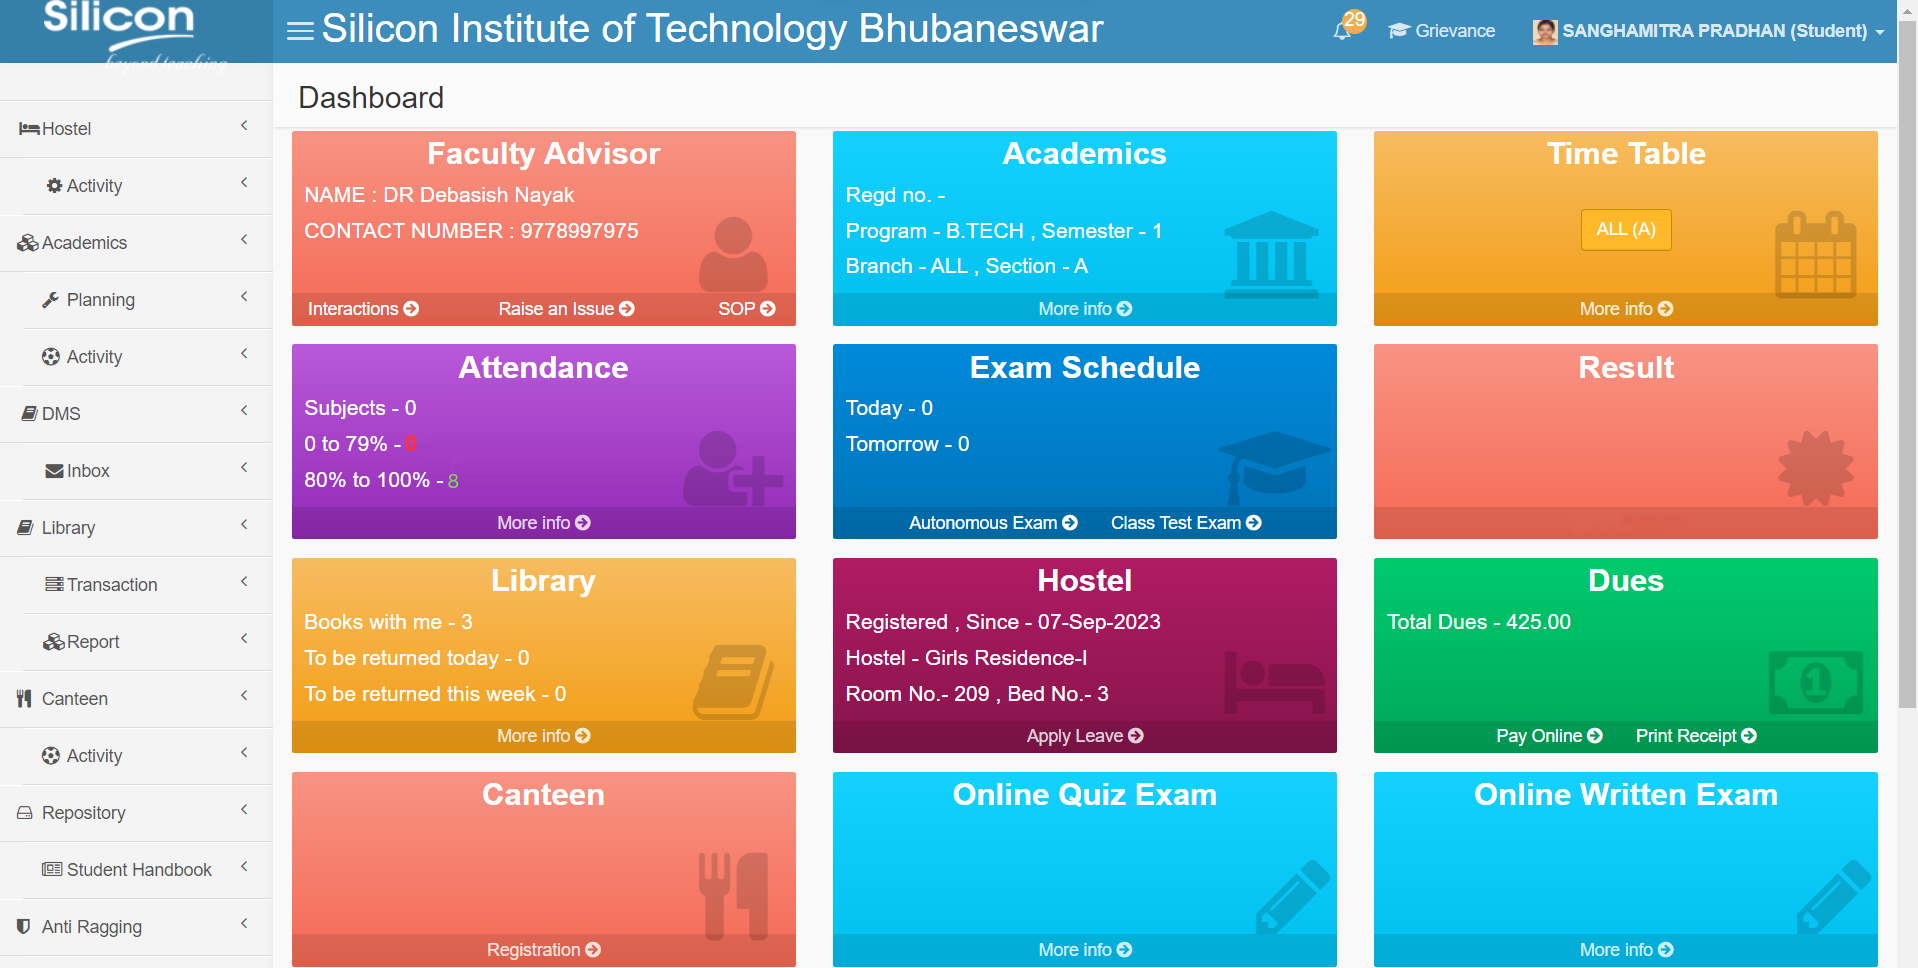 Silicon
beyond teaching
Silicon Institute of Technology Bhubaneswar
29
Grievance
SANGHAMITRA PRADHAN (Student)
Hostel
Activity
Academics
Planning
Activity
DMS
Inbox
Library
Transaction
Report
Canteen
Activity
Repository
Student Handbook
Anti Ragging
Dashboard
Faculty Advisor
NAME : DR Debasish Nayak
CONTACT NUMBER : 9778997975
Interactions
Raise an Issue
SOP
Academics
Regd no. -
Program - B.TECH , Semester - 1
Branch - ALL , Section - A
More info
Time Table
ALL (A)
More info
Attendance
Subjects - 0
0 to 79% - 0
80% to 100% - 8
More info
Exam Schedule
Today - 0
Tomorrow - 0
Autonomous Exam
Class Test Exam
Result
Library
Books with me - 3
To be returned today - 0
To be returned this week - 0
More info
Hostel
Registered , Since - 07-Sep-2023
Hostel - Girls Residence-I
Room No.- 209 , Bed No.- 3
Apply Leave
Dues
Total Dues - 425.00
1
Pay Online
Print Receipt
Canteen
Registration
Online Quiz Exam
More info
Online Written Exam
More info